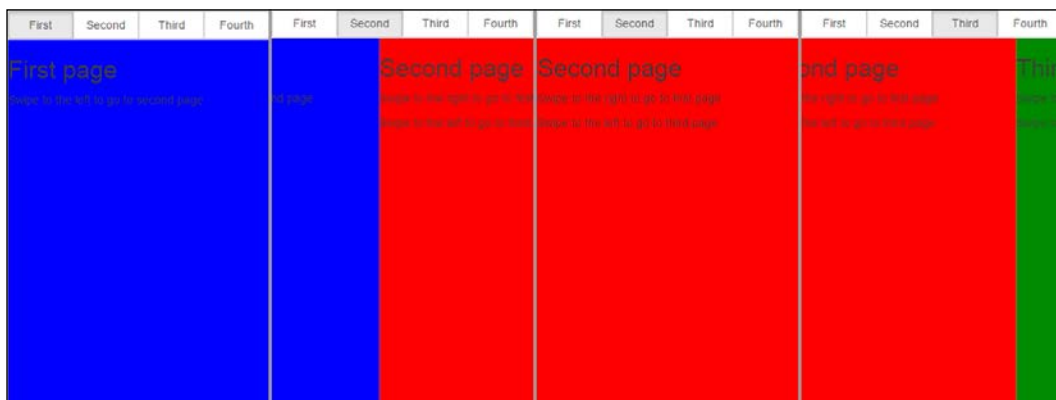 First Second Third Fourth
First page
Swipe to the left to go to second page
First Second Third Fourth
Second page
nd page
Swipe to the right to go to first
Swipe to the left to go to third
First Second Third Fourth
Second page
Swipe to the right to go to first page
Swipe to the left to go to third page
First Second Third Fourth
ond page
the right to go to first page
the left to go to third page
Thi